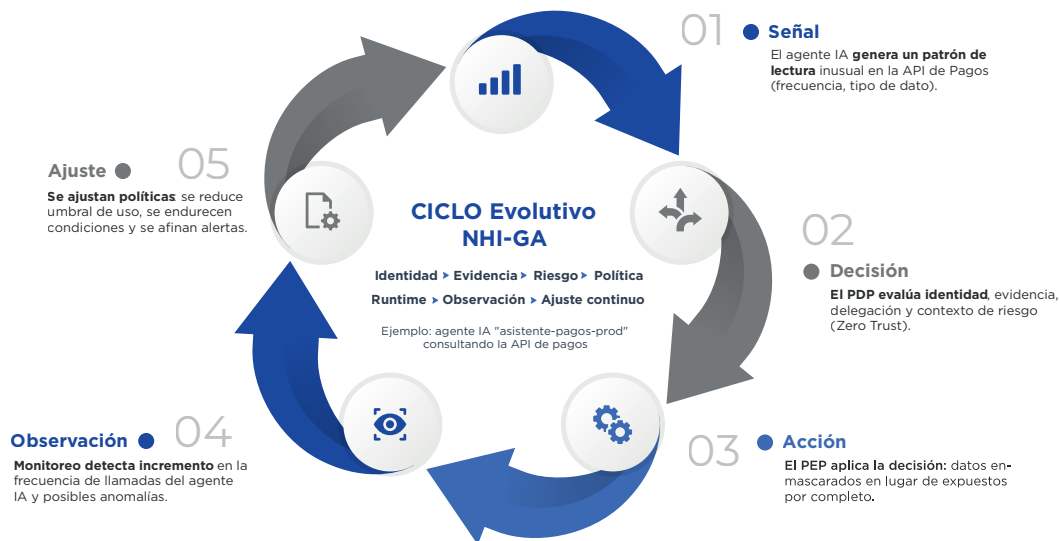 01
Señal
El agente IA genera un patrón de
lectura inusual en la API de Pagos
(frecuencia, tipo de dato).
02
Decisión
El PDP evalúa identidad, evidencia,
delegación y contexto de riesgo
(Zero Trust).
03
Acción
El PEP aplica la decisión: datos en-
mascarados en lugar de expuestos
por completo.
04
Observación
Monitoreo detecta incremento en la
frecuencia de llamadas del agente
IA y posibles anomalías.
05
Ajuste
Se ajustan políticas: se reduce
umbral de uso, se endurecen
condiciones y se afinan alertas.
CICLO Evolutivo
NHI-GA
Identidad > Evidencia > Riesgo > Política
Runtime > Observación > Ajuste continuo
Ejemplo: agente IA "asistente-pagos-prod"
consultando la API de pagos